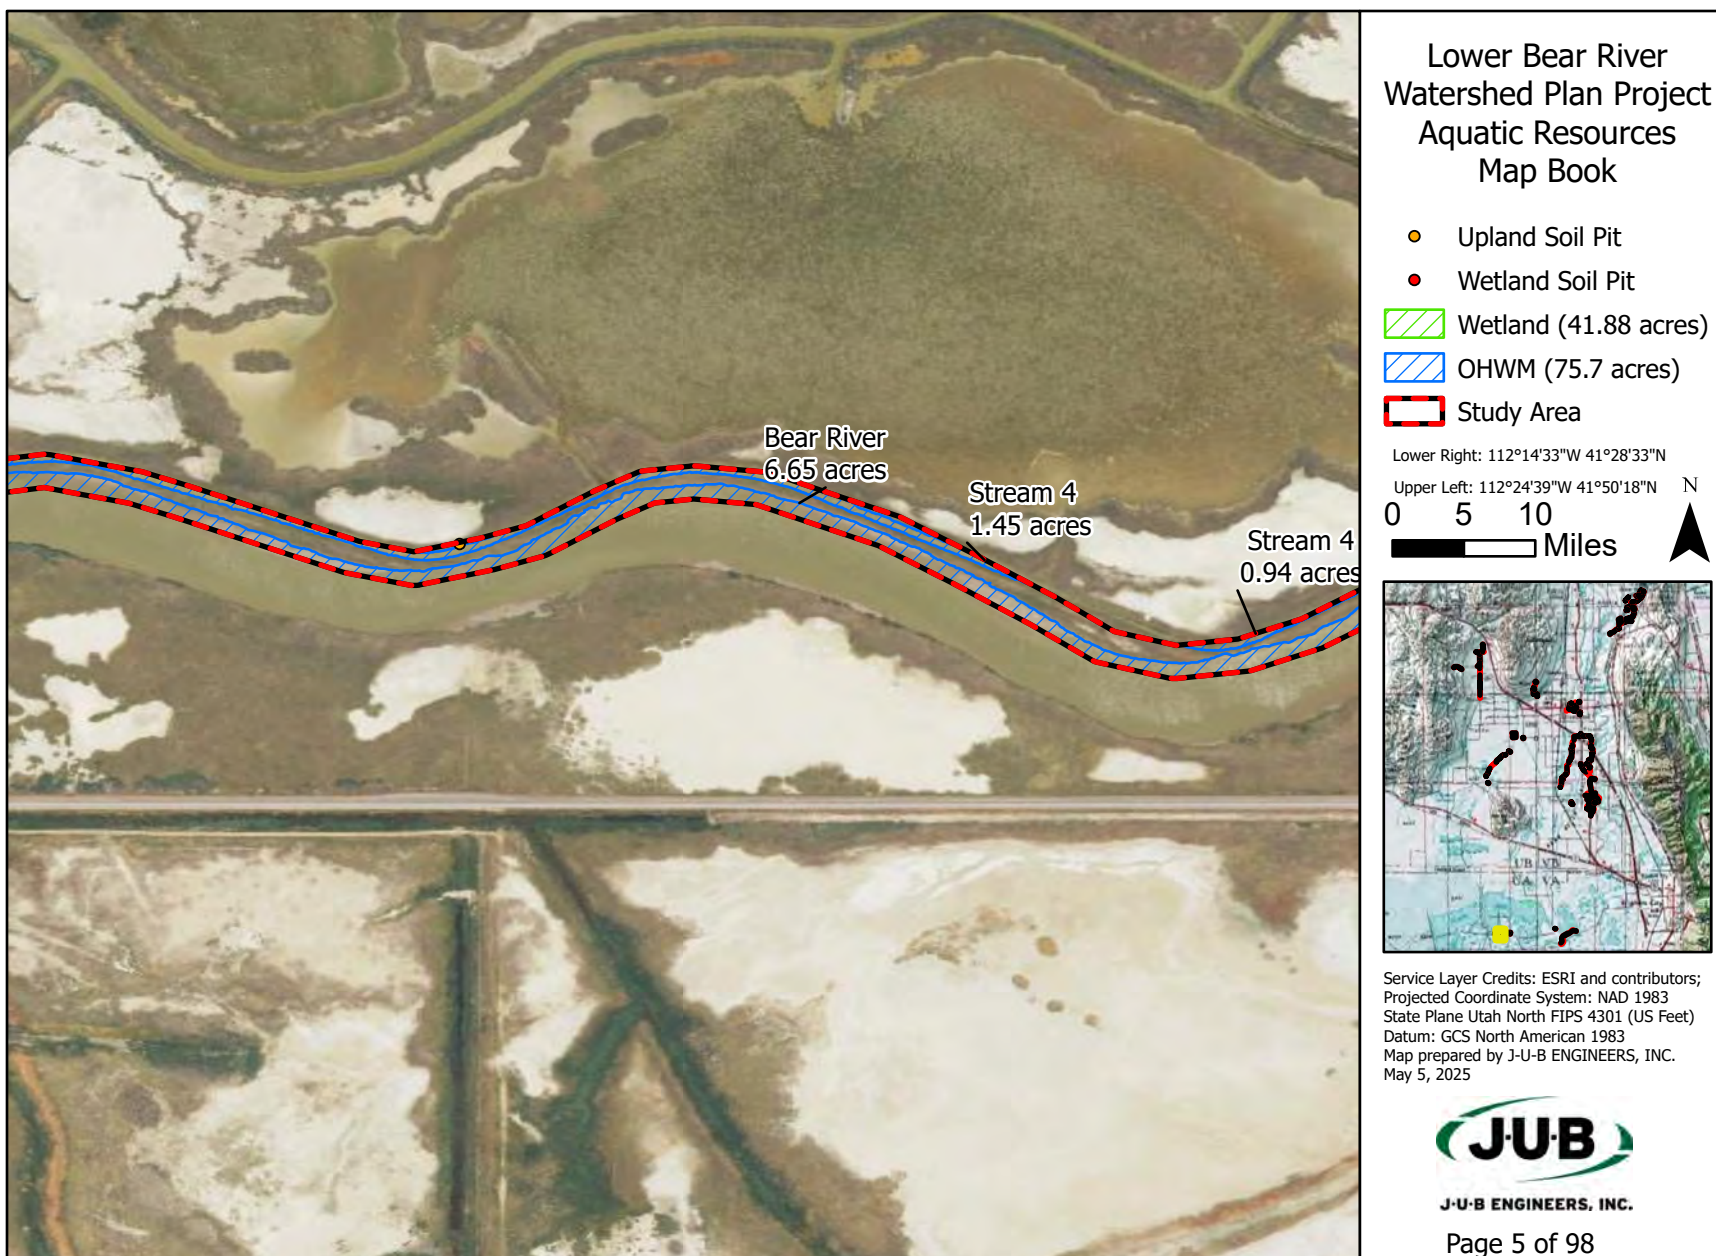 Lower Bear River
Watershed Plan Project
Aquatic Resources
Map Book
Upland Soil Pit
Wetland Soil Pit
Wetland (41.88 acres)
OHWM (75.7 acres)
Study Area
Lower Right: 112°14'33"W 41°28'33"N
Upper Left: 112°24'39"W 41°50'18"N
N
0 5 10
Miles
Bear River
6.65 acres
Stream 4
1.45 acres
Stream 4
0.94 acres
UB VB
UA VA
Service Layer Credits: ESRI and contributors;
Projected Coordinate System: NAD 1983
State Plane Utah North FIPS 4301 (US Feet)
Datum: GCS North American 1983
Map prepared by J-U-B ENGINEERS, INC.
May 5, 2025
J·U·B
J·U·B ENGINEERS, INC.
Page 5 of 98